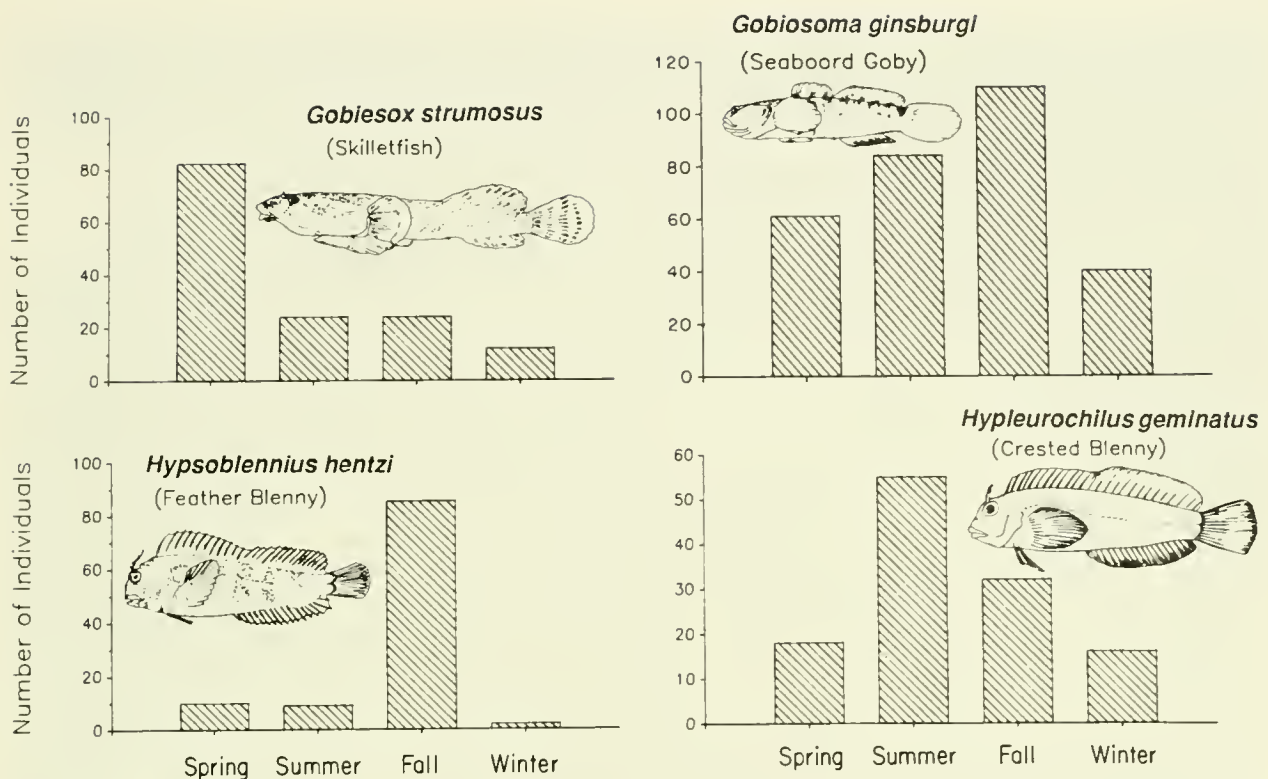 Gobiesox strumosus
(Skilletfish)
Number of Individuals
100
80
60
40
20
0
Gobiosoma ginsburgi
(Seaboord Goby)
120
100
80
60
40
20
0
Hypsoblennius hentzi
(Feather Blenny)
Number of Individuals
100
80
60
40
20
0
Spring Summer Fall Winter
Hypleurochilus geminatus
(Crested Blenny)
60
50
40
30
20
10
0
Spring Summer Fall Winter